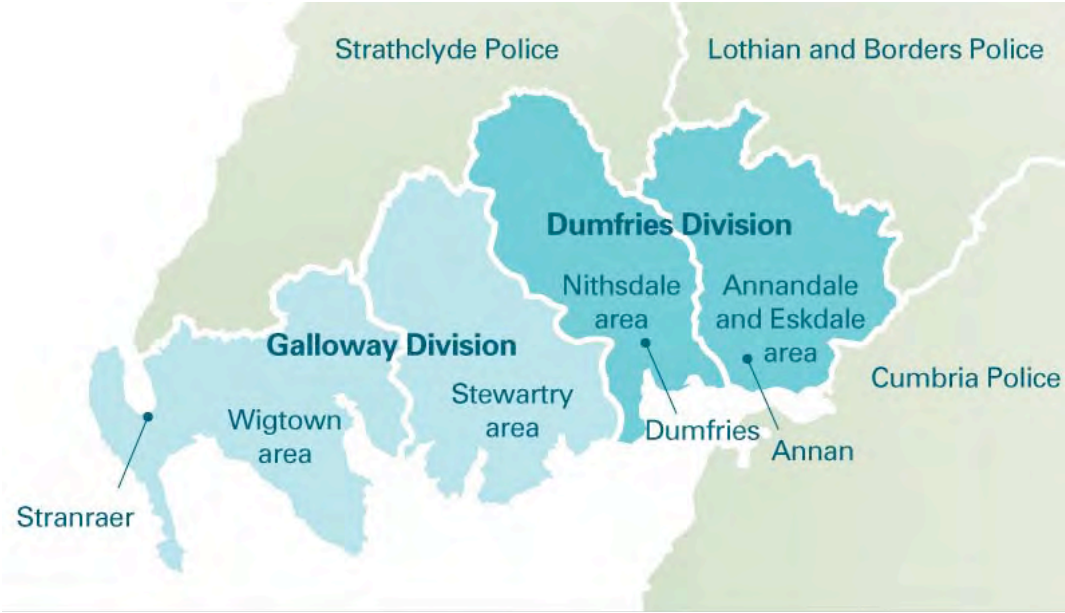 Strathclyde Police
Lothian and Borders Police
Dumfries Division
Nithsdale
area
Annandale
and Eskdale
area
Galloway Division
Cumbria Police
Stewartry
area
Wigtown
area
Dumfries
Annan
Stranraer